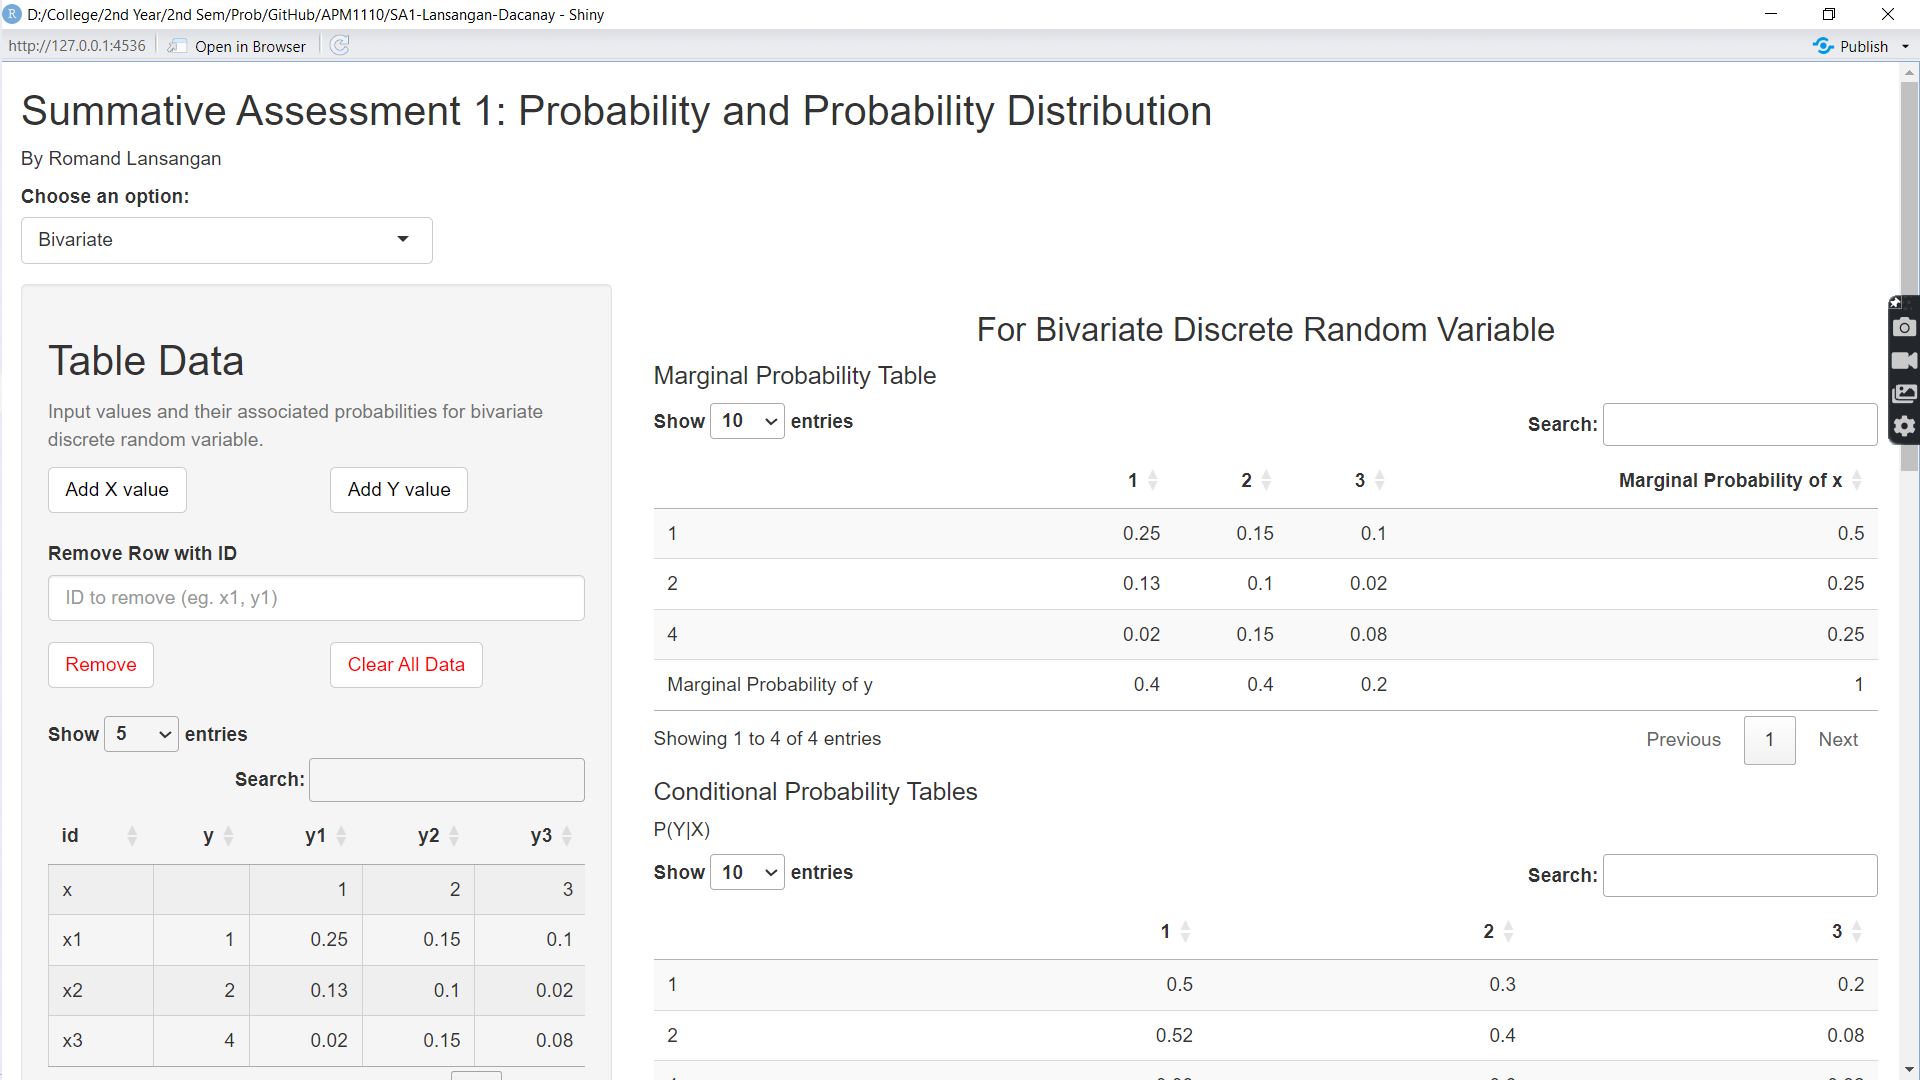 D:/College/2nd Year/2nd Sem/Prob/GitHub/APM1110/SA1-Lansangan-Dacanay - Shiny
http://127.0.0.1:4536 Open in Browser Publish
Summative Assessment 1: Probability and Probability Distribution
By Romand Lansangan
Choose an option:
Bivariate
Table Data
Input values and their associated probabilities for bivariate
discrete random variable.
Add X value Add Y value
Remove Row with ID
ID to remove (eg. x1, y1)
Remove Clear All Data
Show 5 entries
Search:
id y y1 y2 y3
x 1 2 3
x1 1 0.25 0.15 0.1
x2 2 0.13 0.1 0.02
x3 4 0.02 0.15 0.08
For Bivariate Discrete Random Variable
Marginal Probability Table
Show 10 entries Search:
1 2 3 Marginal Probability of x
1 0.25 0.15 0.1 0.5
2 0.13 0.1 0.02 0.25
4 0.02 0.15 0.08 0.25
Marginal Probability of y 0.4 0.4 0.2 1
Showing 1 to 4 of 4 entries Previous 1 Next
Conditional Probability Tables
P(Y|X)
Show 10 entries Search:
1 2 3
1 0.5 0.3 0.2
2 0.52 0.4 0.08